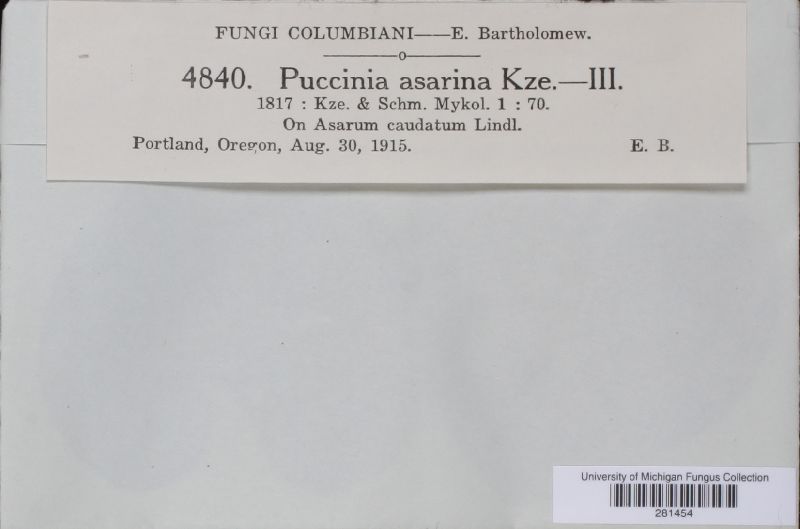 FUNGI COLUMBIANI——E. Bartholomew.
4840. Puccinia asarina Kze.—III.
1817 : Kze. & Schm. Mykol. 1 : 70.
On Asarum caudatum Lindl.
Portland, Oregon, Aug. 30, 1915. E. B.
University of Michigan Fungus Collection
281454